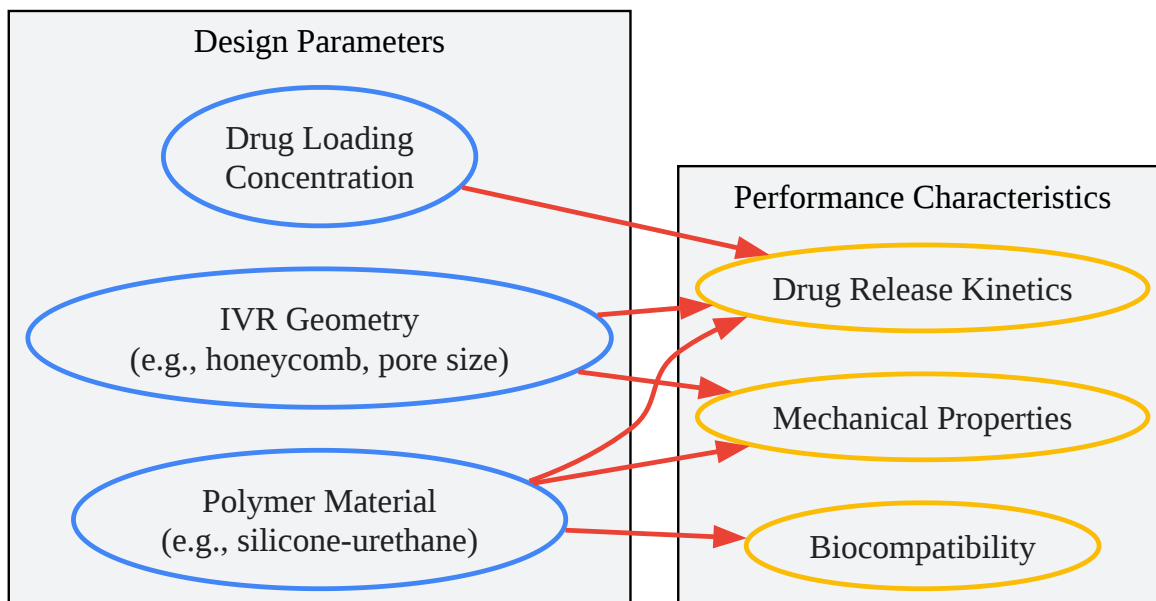 Design Parameters
Drug Loading
Concentration
IVR Geometry
(e.g., honeycomb, pore size)
Polymer Material
(e.g., silicone-urethane)
Performance Characteristics
Drug Release Kinetics
Mechanical Properties
Biocompatibility